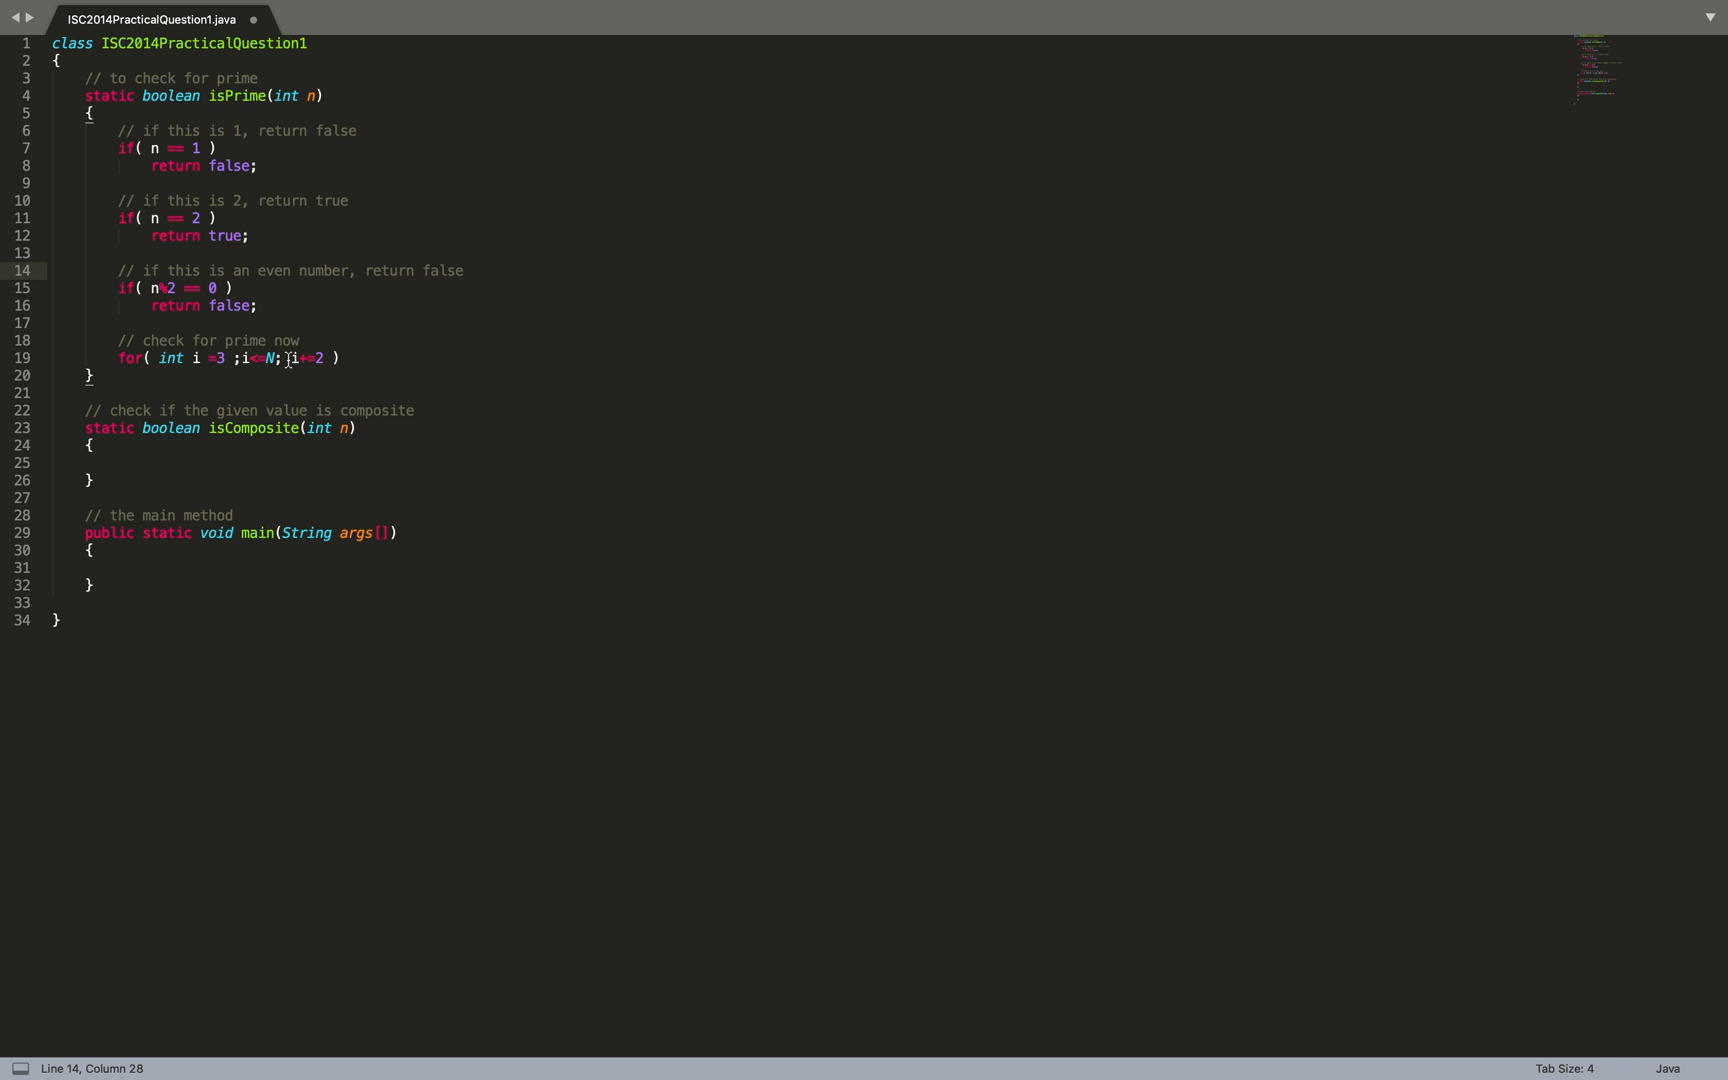 ISC2014PracticalQuestion1.java
1 class ISC2014PracticalQuestion1
2 {
3 // to check for prime
4 static boolean isPrime(int n)
5 {
6 // if this is 1, return false
7 if( n == 1 )
8 return false;
9
10 // if this is 2, return true
11 if( n == 2 )
12 return true;
13
14 // if this is an even number, return false
15 if( n%2 == 0 )
16 return false;
17
18 // check for prime now
19 for( int i =3 ;i<=N; i+=2 )
20 }
21
22 // check if the given value is composite
23 static boolean isComposite(int n)
24 {
25
26 }
27
28 // the main method
29 public static void main(String args[])
30 {
31
32 }
33
34 }
Line 14, Column 28 Tab Size: 4 Java